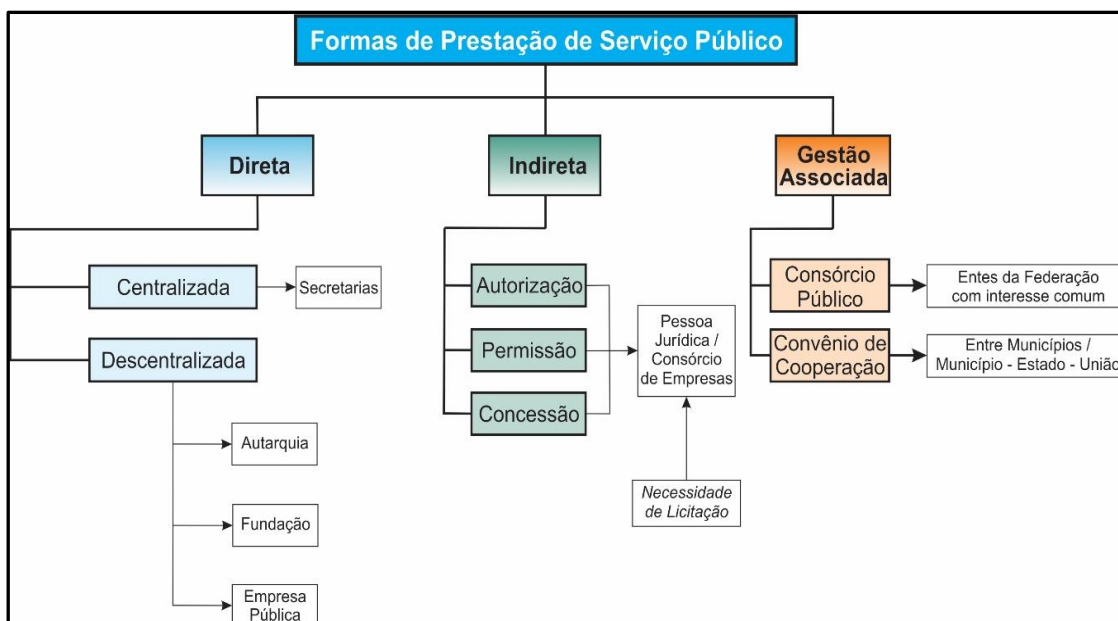 Formas de Prestação de Serviço Público
Direta
Indireta
Gestão
Associada
Centralizada
Secretarias
Descentralizada
Autarquia
Fundação
Empresa
Pública
Autorização
Permissão
Concessão
Pessoa
Jurídica /
Consórcio
de Empresas
Necessidade
de Licitação
Consórcio
Público
Entes da Federação
com interesse comum
Convênio de
Cooperação
Entre Municípios /
Município - Estado - União